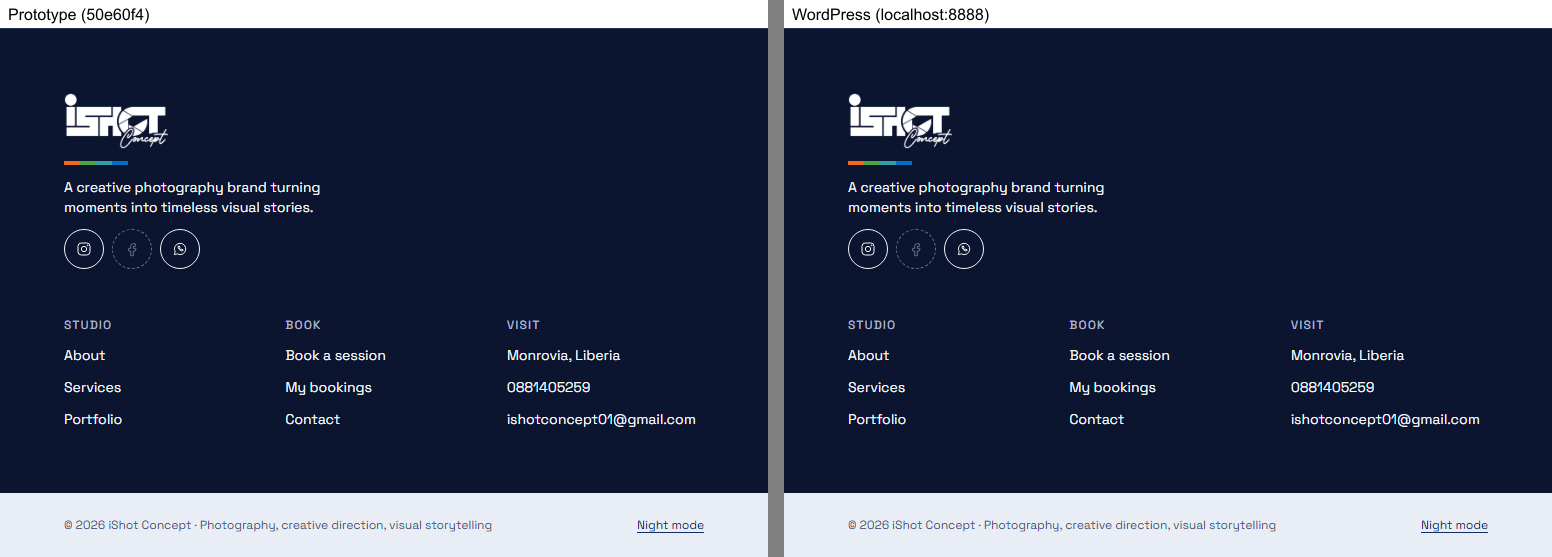 Prototype (50e60f4)
iSHOT
Concept
A creative photography brand turning
moments into timeless visual stories.
STUDIO BOOK VISIT
About Book a session Monrovia, Liberia
Services My bookings 0881405259
Portfolio Contact ishotconcept01@gmail.com
© 2026 iShot Concept · Photography, creative direction, visual storytelling Night mode
WordPress (localhost:8888)
iSHOT
Concept
A creative photography brand turning
moments into timeless visual stories.
STUDIO BOOK VISIT
About Book a session Monrovia, Liberia
Services My bookings 0881405259
Portfolio Contact ishotconcept01@gmail.com
© 2026 iShot Concept · Photography, creative direction, visual storytelling Night mode